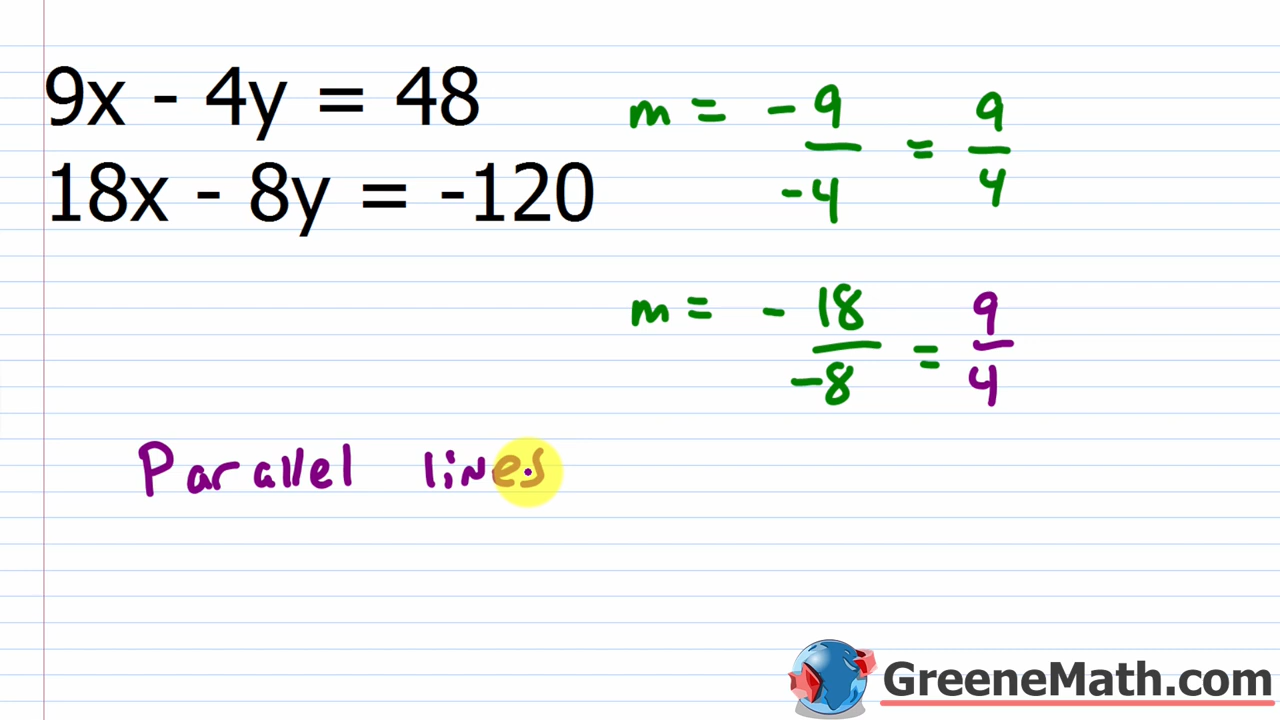 9x - 4y = 48
m = - 9/-4 = 9/4
18x - 8y = -120
m = - 18/-8 = 9/4
Parallel lines
GreeneMath.com